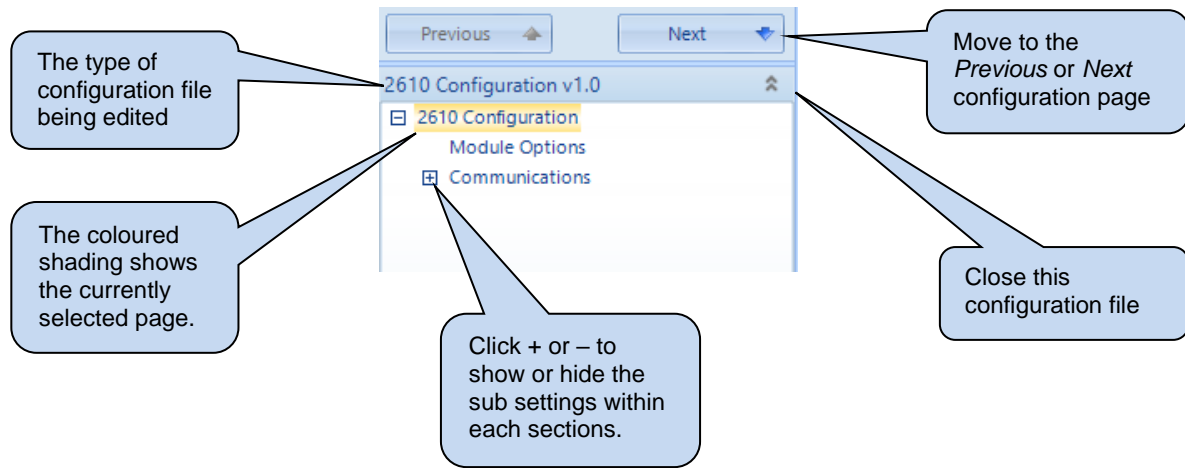 Previous
Next
2610 Configuration v1.0
2610 Configuration
Module Options
Communications
The type of
configuration file
being edited
Move to the
Previous or Next
configuration page
The coloured
shading shows
the currently
selected page.
Close this
configuration file
Click + or – to
show or hide the
sub settings within
each sections.